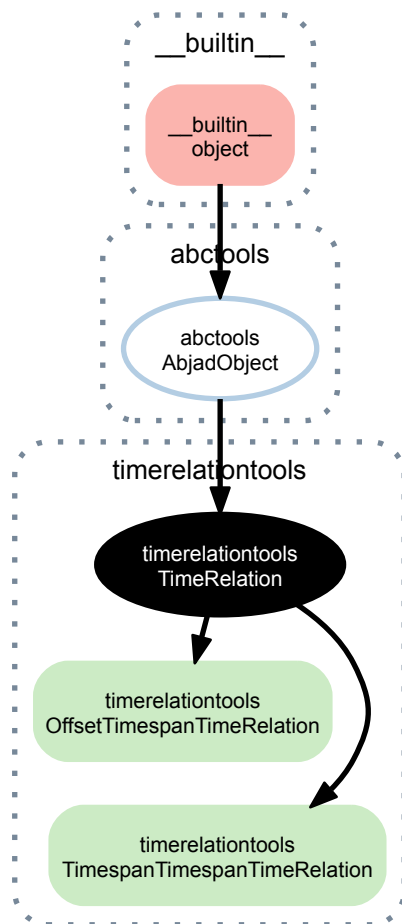 __builtin__
__builtin__
object
abctools
abctools
AbjadObject
timerelationtools
timerelationtools
TimeRelation
timerelationtools
OffsetTimespanTimeRelation
timerelationtools
TimespanTimespanTimeRelation